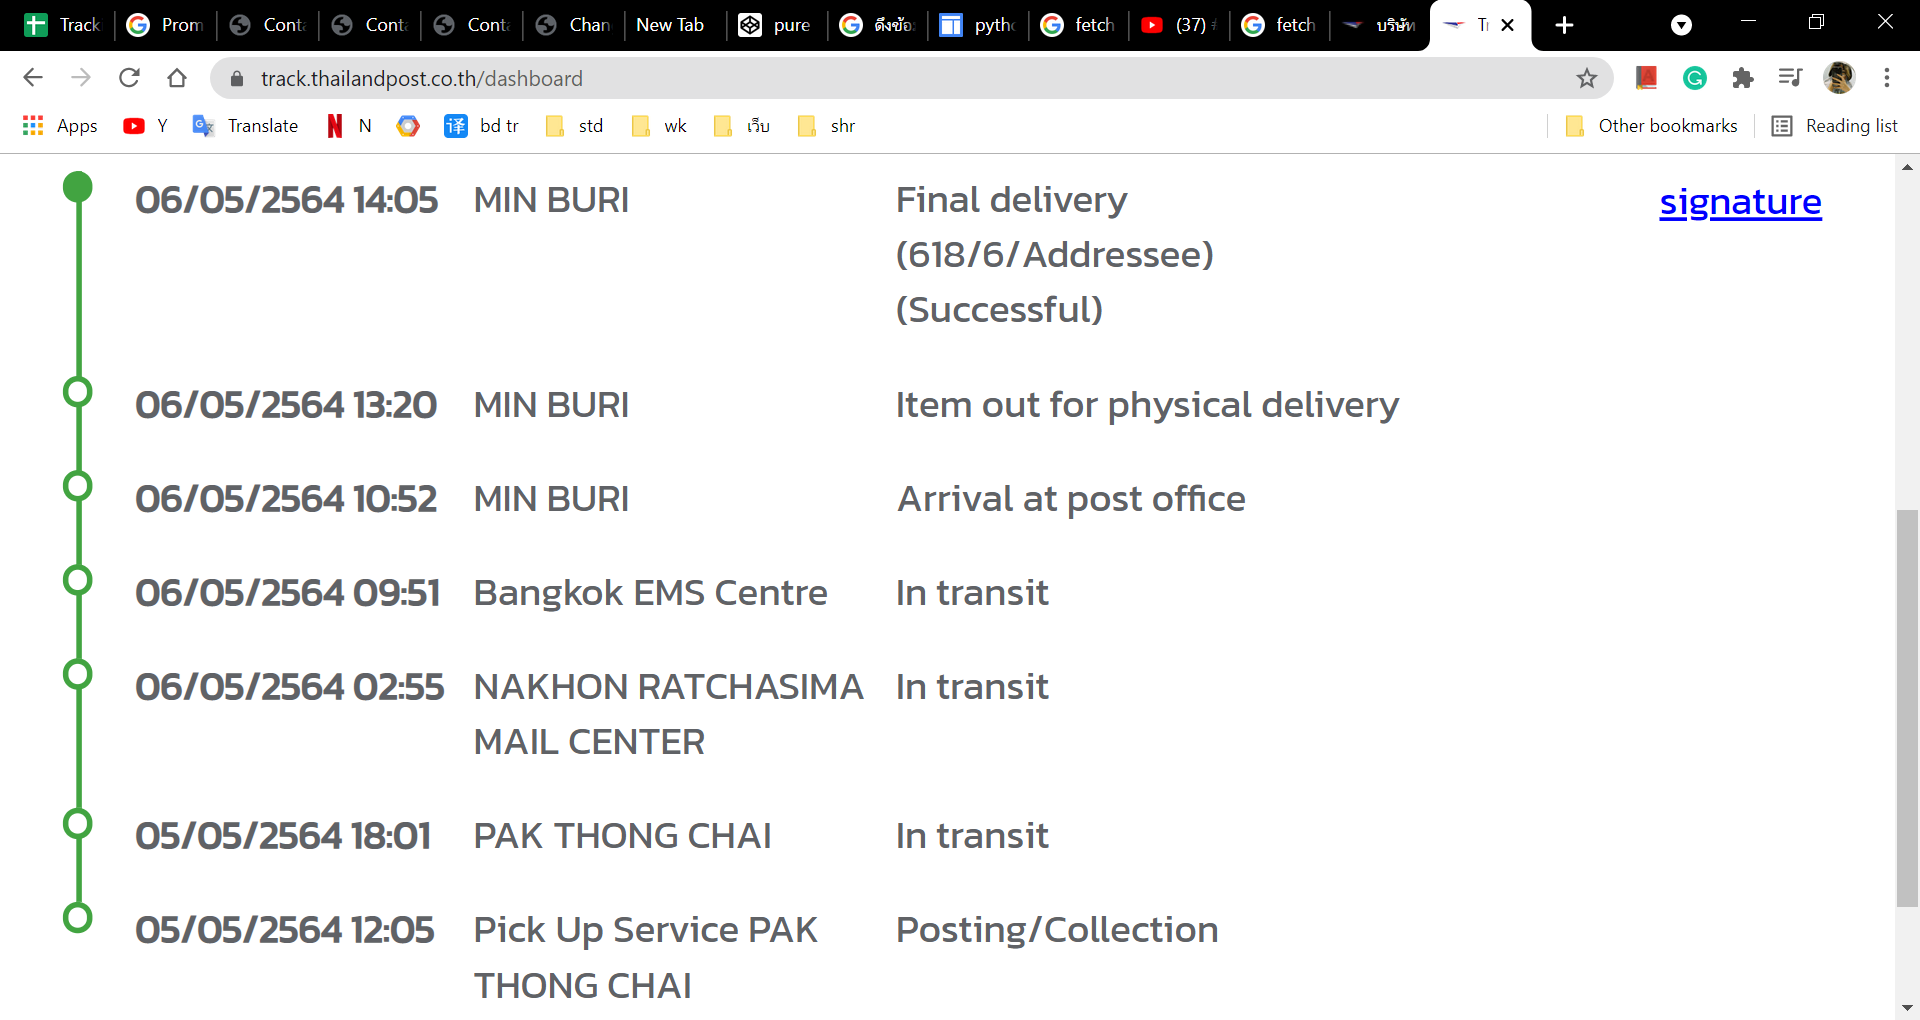 Track Prom Conta Conta Conta Chan New Tab pure ดึงข้อ pytho fetch (37) fetch บริษัท Tr
track.thailandpost.co.th/dashboard
Apps Y Translate N bd tr std wk เว็บ shr Other bookmarks Reading list
06/05/2564 14:05 MIN BURI Final delivery signature
(618/6/Addressee)
(Successful)
06/05/2564 13:20 MIN BURI Item out for physical delivery
06/05/2564 10:52 MIN BURI Arrival at post office
06/05/2564 09:51 Bangkok EMS Centre In transit
06/05/2564 02:55 NAKHON RATCHASIMA In transit
MAIL CENTER
05/05/2564 18:01 PAK THONG CHAI In transit
05/05/2564 12:05 Pick Up Service PAK Posting/Collection
THONG CHAI